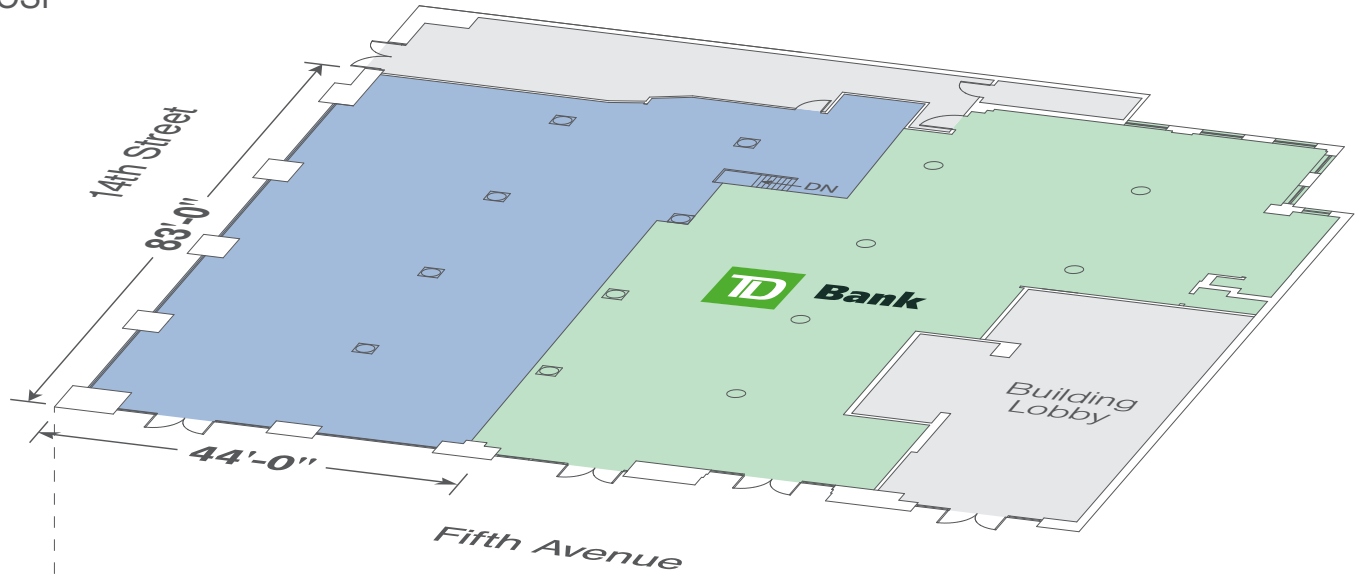 14th Street
83'-0"
DN
TD Bank
Building
Lobby
44'-0"
Fifth Avenue